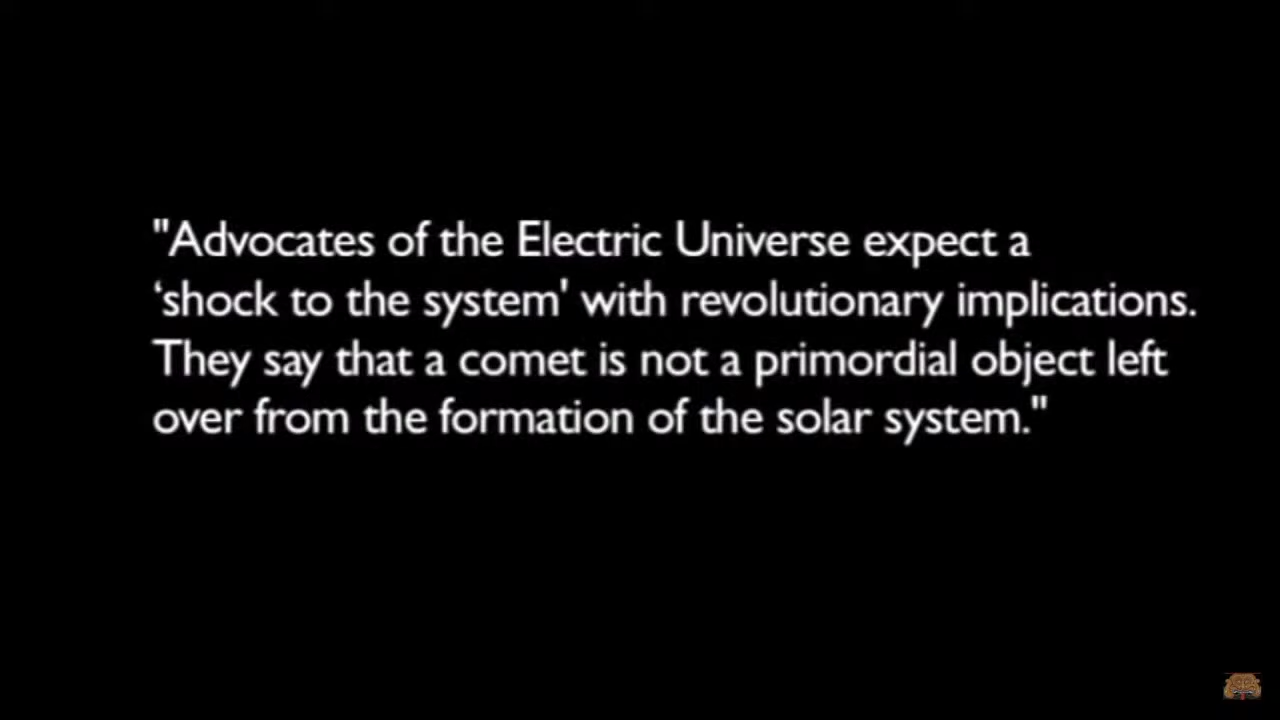 "Advocates of the Electric Universe expect a
‘shock to the system' with revolutionary implications.
They say that a comet is not a primordial object left
over from the formation of the solar system."